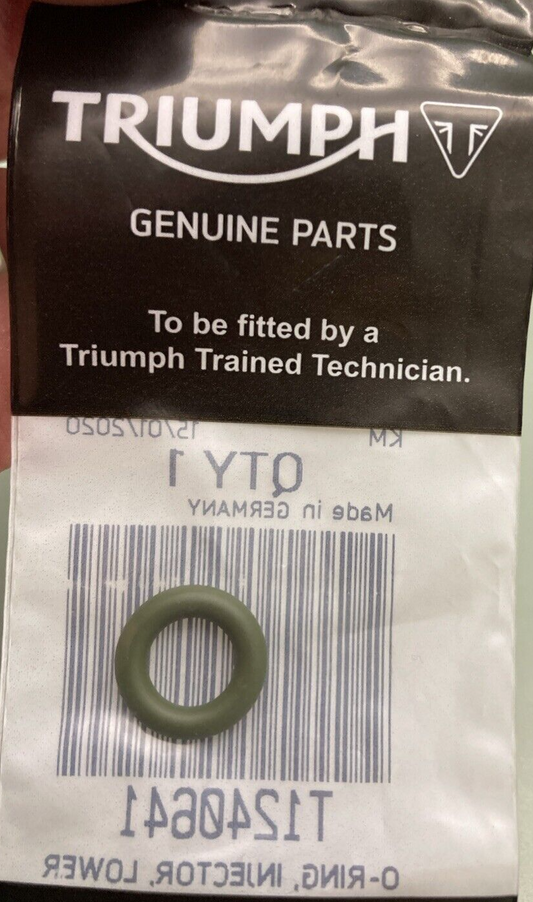 TRIUMPH
GENUINE PARTS
To be fitted by a
Triumph Trained Technician.
KM 15/01/2020
QTY 1
Made in GERMANY
T1240641
O-RING, INJECTOR, LOWER